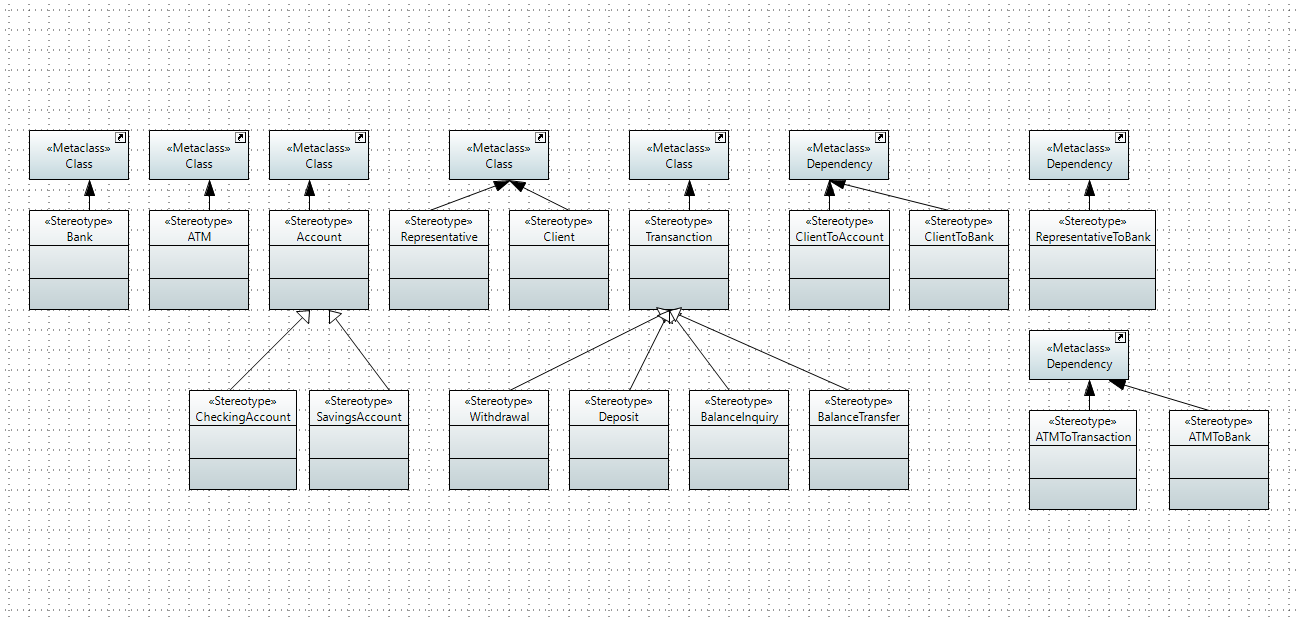 «Metaclass»
Class
«Metaclass»
Class
«Metaclass»
Class
«Metaclass»
Class
«Metaclass»
Class
«Metaclass»
Dependency
«Metaclass»
Dependency
«Stereotype»
Bank
«Stereotype»
ATM
«Stereotype»
Account
«Stereotype»
Representative
«Stereotype»
Client
«Stereotype»
Transanction
«Stereotype»
ClientToAccount
«Stereotype»
ClientToBank
«Stereotype»
RepresentativeToBank
«Metaclass»
Dependency
«Stereotype»
CheckingAccount
«Stereotype»
SavingsAccount
«Stereotype»
Withdrawal
«Stereotype»
Deposit
«Stereotype»
BalanceInquiry
«Stereotype»
BalanceTransfer
«Stereotype»
ATMToTransaction
«Stereotype»
ATMToBank